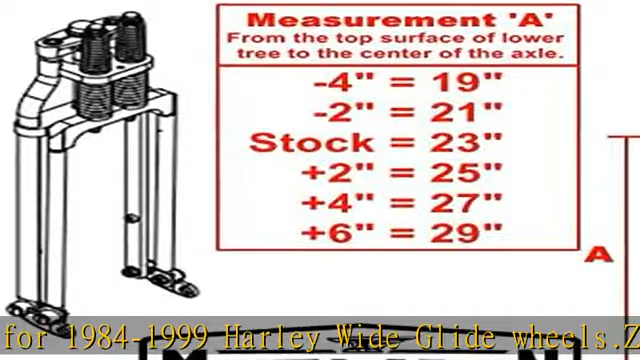 Measurement 'A'
From the top surface of lower
tree to the center of the axle.
-4" = 19"
-2" = 21"
Stock = 23"
+2" = 25"
+4" = 27"
+6" = 29"
A
for 1984-1999 Harley Wide Glide wheels.Z